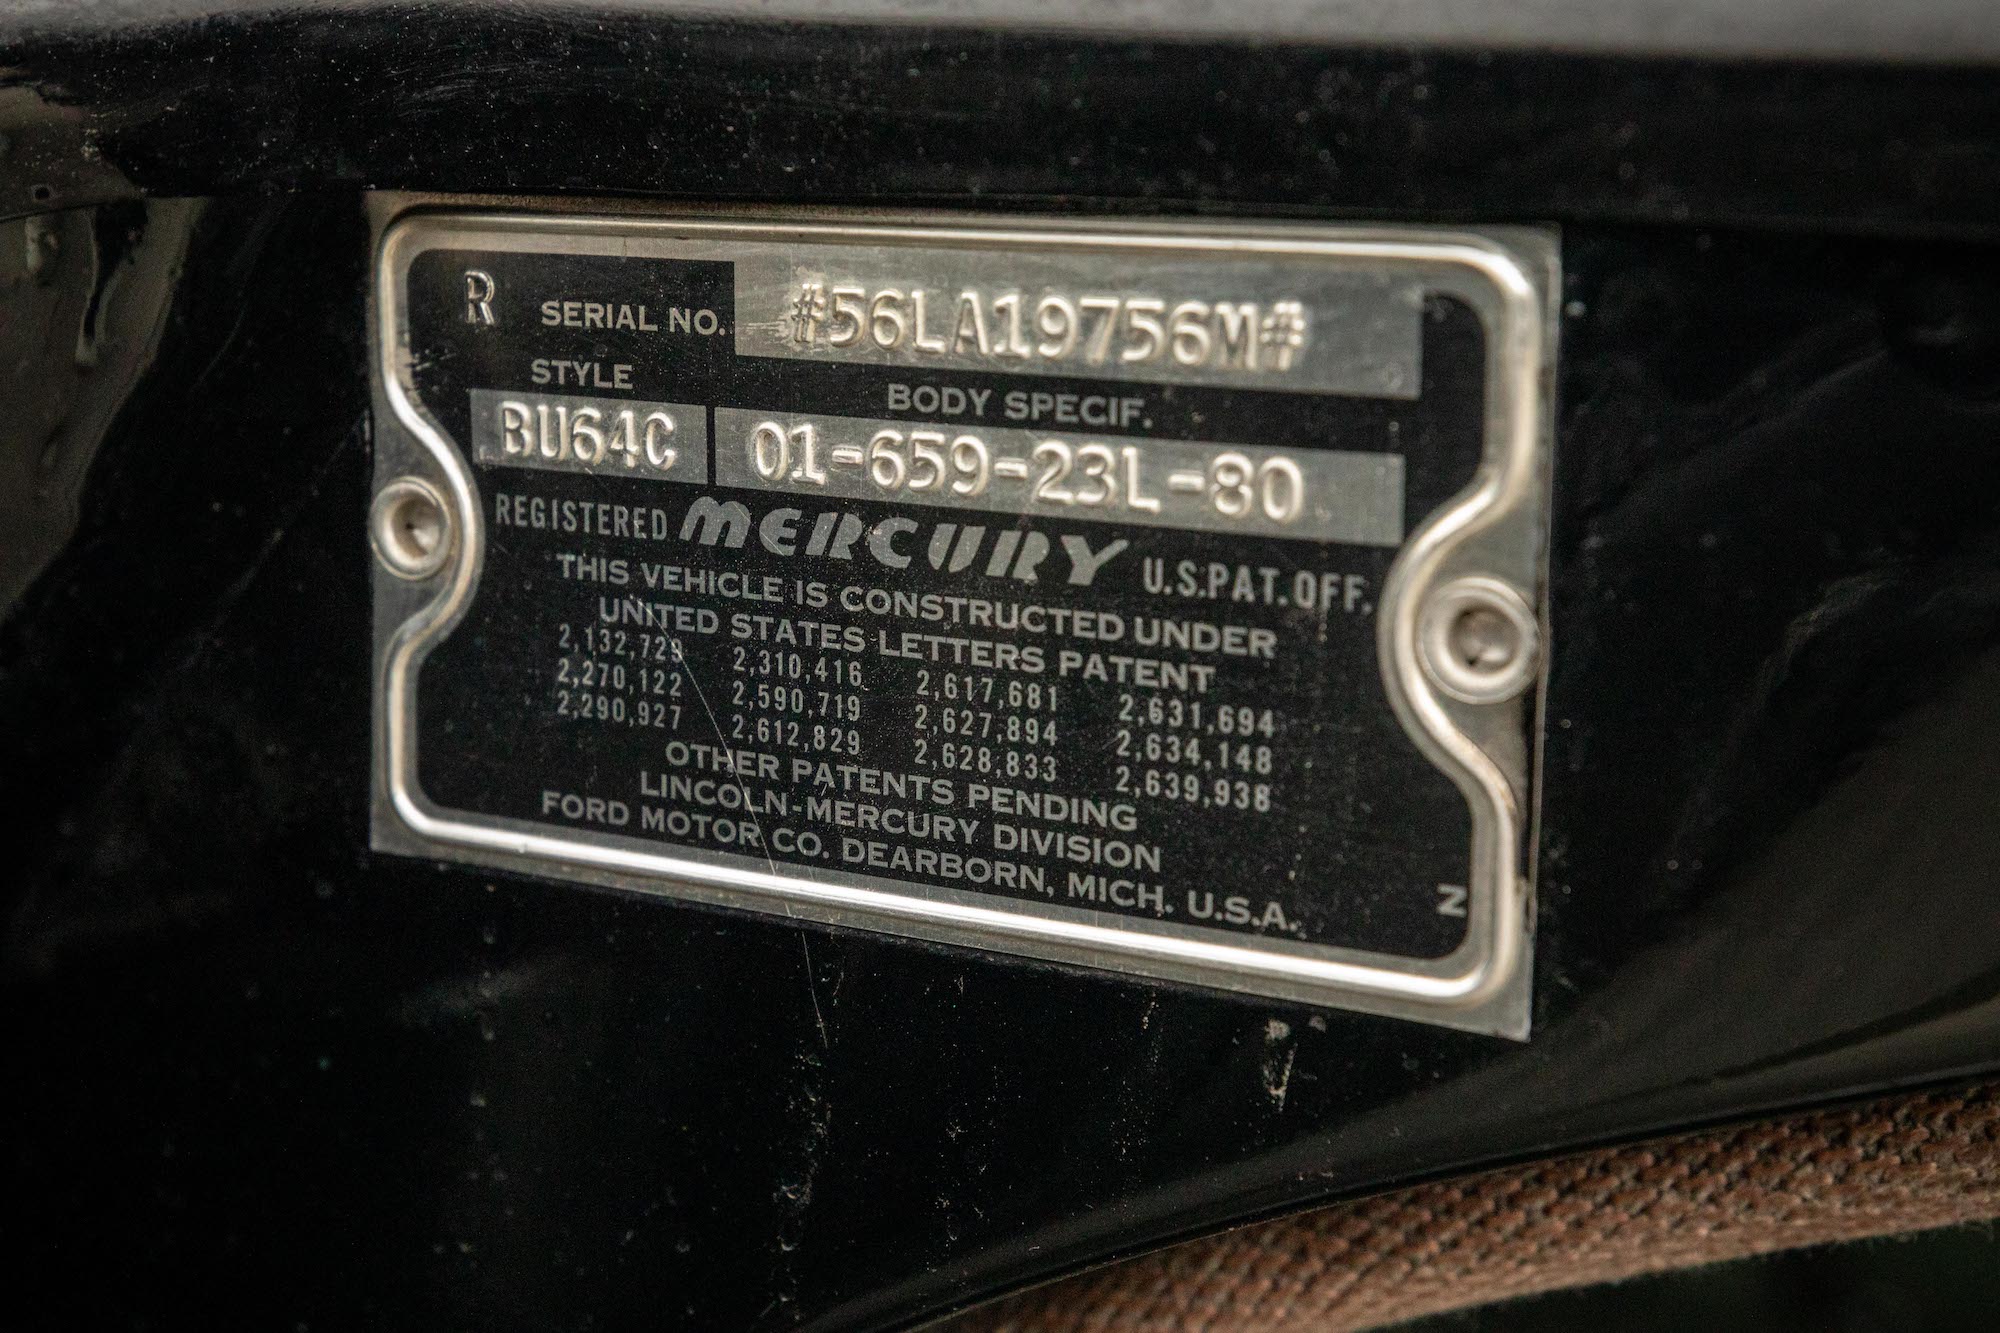 R SERIAL NO. #56LA19756M#
STYLE BODY SPECIF.
BU64C 01-659-23L-80
REGISTERED MERCURY U.S.PAT.OFF.
THIS VEHICLE IS CONSTRUCTED UNDER
UNITED STATES LETTERS PATENT
2,132,729 2,310,416 2,617,681 2,631,694
2,270,122 2,590,719 2,627,894 2,634,148
2,290,927 2,612,829 2,628,833 2,639,938
OTHER PATENTS PENDING
LINCOLN-MERCURY DIVISION
FORD MOTOR CO. DEARBORN, MICH. U.S.A.
Z